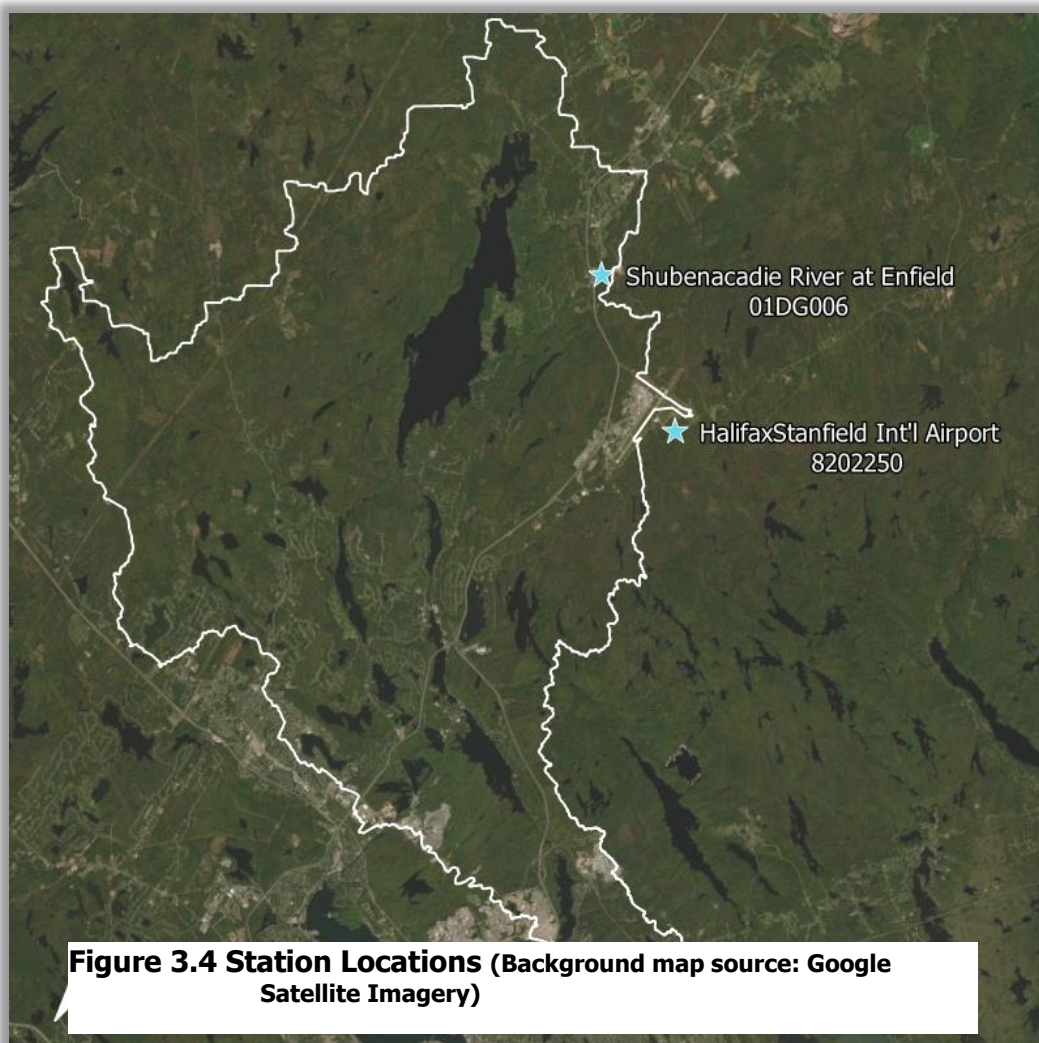 Shubenacadie River at Enfield
01DG006
HalifaxStanfield Int'l Airport
8202250
Figure 3.4 Station Locations (Background map source: Google
Satellite Imagery)